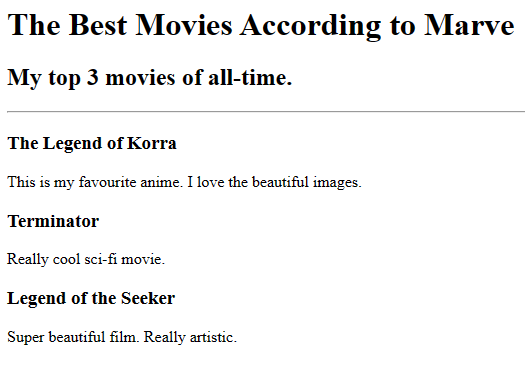 The Best Movies According to Marve
My top 3 movies of all-time.
The Legend of Korra
This is my favourite anime. I love the beautiful images.
Terminator
Really cool sci-fi movie.
Legend of the Seeker
Super beautiful film. Really artistic.